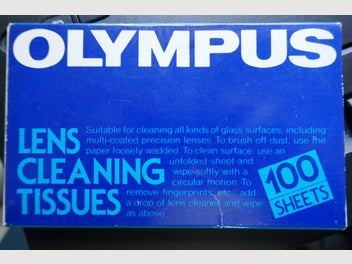 OLYMPUS
LENS
CLEANING
TISSUES
Suitable for cleaning all kinds of glass surfaces, including
multi-coated precision lenses. To brush off dust, use the
paper loosely wadded. To clean surface, use an
unfolded sheet and
wipe softly with a
circular motion. To
remove fingerprints, etc. add
a drop of lens cleaner and wipe
as above.
100
SHEETS